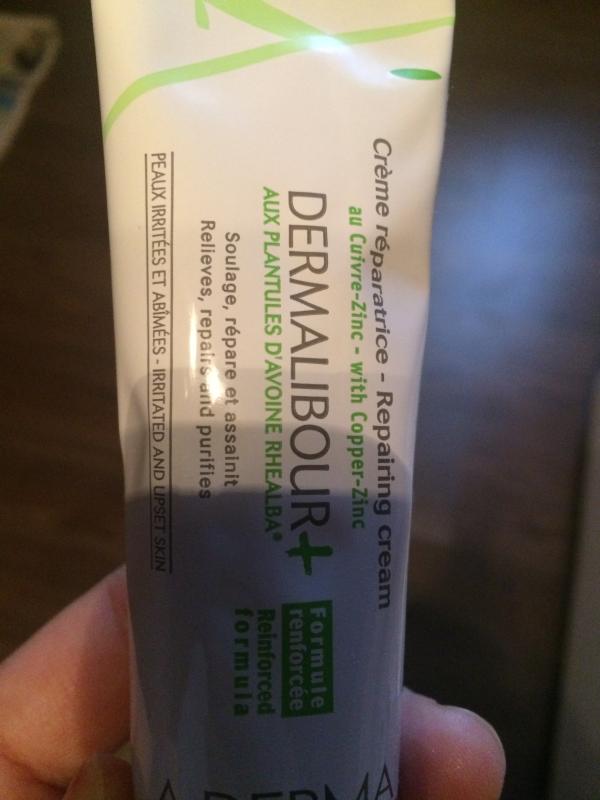 Crème réparatrice - Repairing cream
au Cuivre-Zinc - with Copper-Zinc
DERMALIBOUR+
AUX PLANTULES D'AVOINE RHEALBA®
Soulage, répare et assainit
Relieves, repairs and purifies
PEAUX IRRITÉES ET ABÎMÉES - IRRITATED AND UPSET SKIN
Formule
renforcée
Reinforced
formula